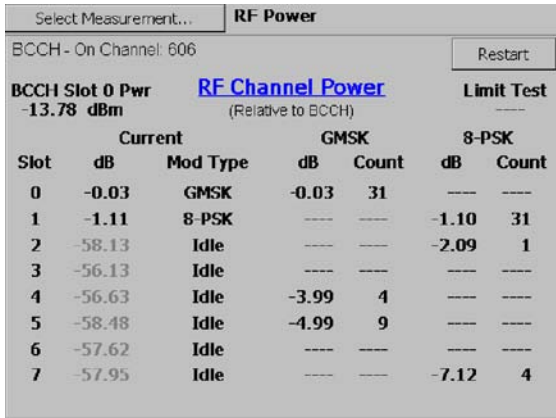 Select Measurement... RF Power
BCCH - On Channel: 606 Restart
BCCH Slot 0 Pwr RF Channel Power Limit Test
-13.78 dBm (Relative to BCCH) ----
Current GMSK 8-PSK
Slot dB Mod Type dB Count dB Count
0 -0.03 GMSK -0.03 31 ---- ----
1 -1.11 8-PSK ---- ---- -1.10 31
2 -58.13 Idle ---- ---- -2.09 1
3 -56.13 Idle ---- ---- ---- ----
4 -56.63 Idle -3.99 4 ---- ----
5 -58.48 Idle -4.99 9 ---- ----
6 -57.62 Idle ---- ---- ---- ----
7 -57.95 Idle ---- ---- -7.12 4